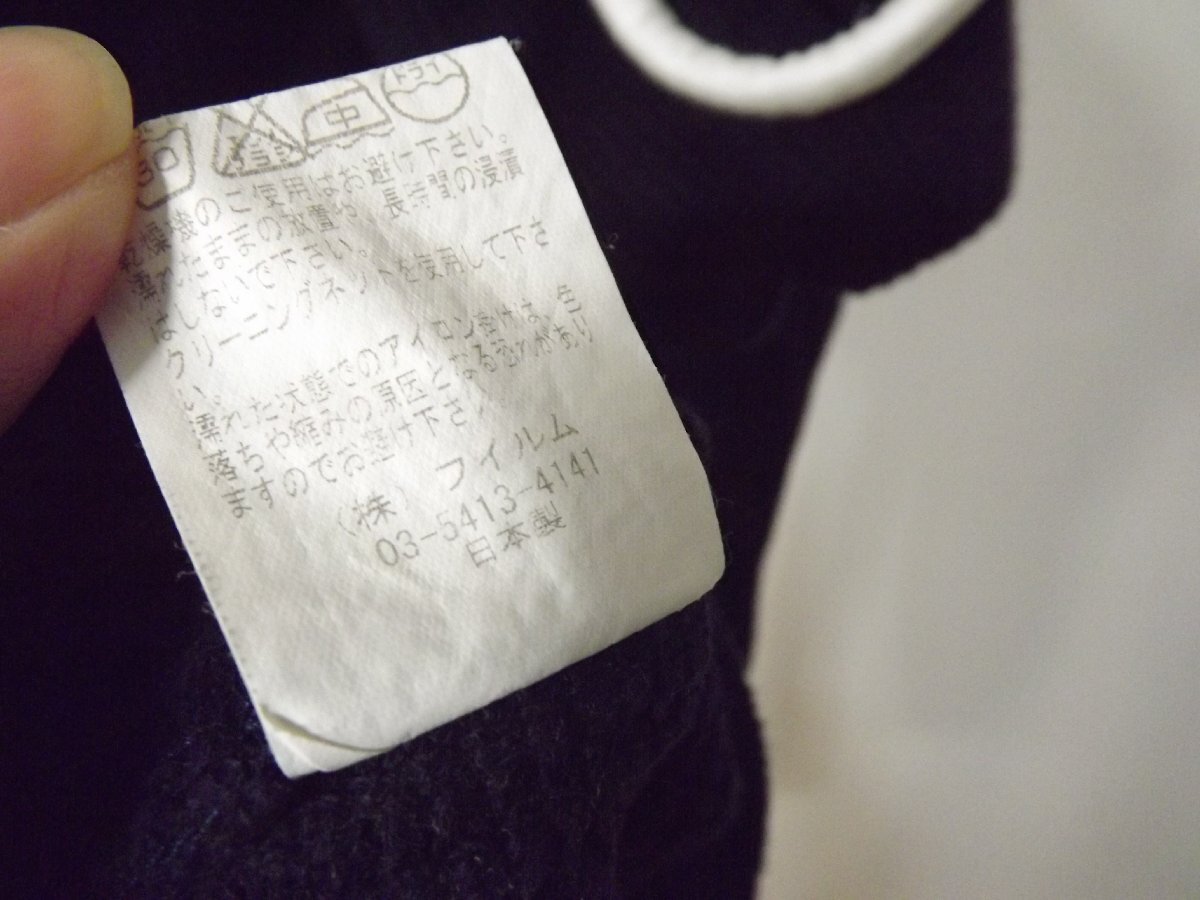 中 ドライ
乾燥機のご使用はお避け下さい。
濡れたままの放置や、長時間の浸漬
はしないで下さい。
クリーニングネットを使用して下さ
い。
濡れた状態でのアイロン掛けは、色
落ちや縮みの原因となる恐れがあり
ますのでお避け下さい
(株) フイルム
03-5413-4141
日本製